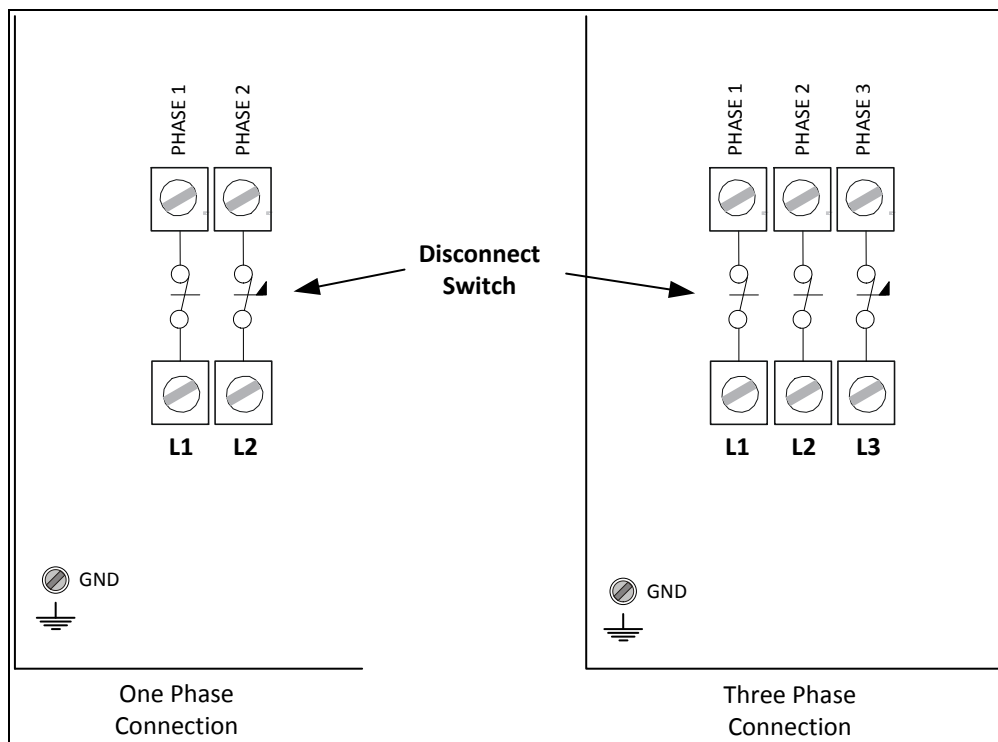 PHASE 1
PHASE 2
L1
L2
GND
One Phase
Connection
Disconnect
Switch
PHASE 1
PHASE 2
PHASE 3
L1
L2
L3
GND
Three Phase
Connection